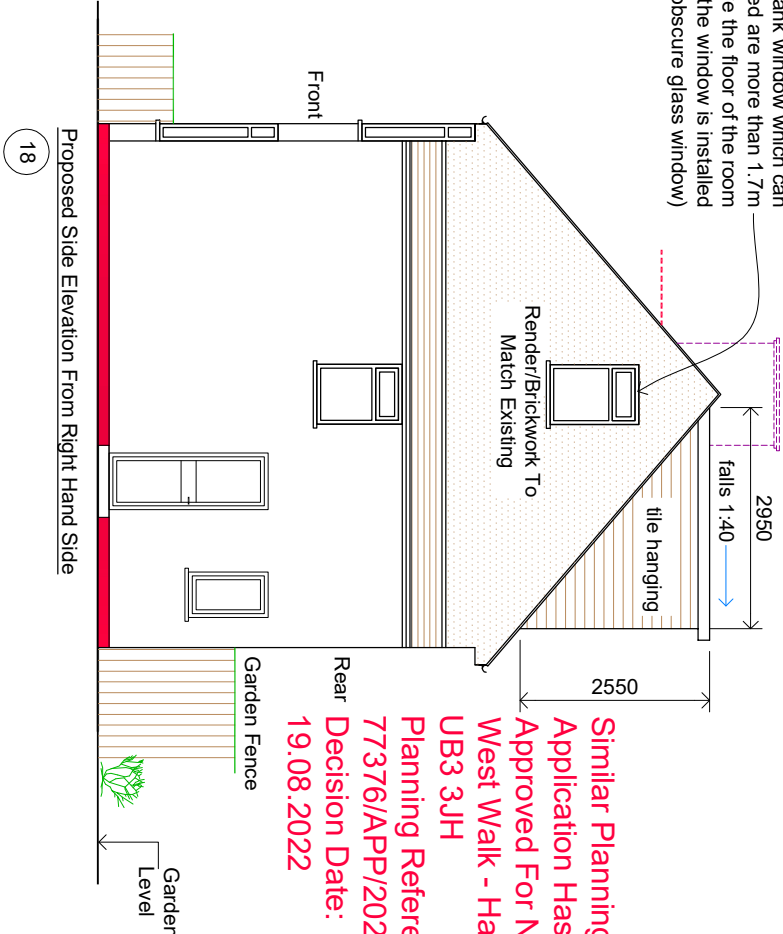 ank window which can
ed are more than 1.7m
e the floor of the room
the window is installed
obscure glass window)
2950
falls 1:40
tile hanging
2550
Render/Brickwork To
Match Existing
Front
Rear
Garden Fence
Garden
Level
Similar Planning
Application Has
Approved For N
West Walk - Ha
UB3 3JH
Planning Refere
77376/APP/202
Decision Date:
19.08.2022
Proposed Side Elevation From Right Hand Side
18